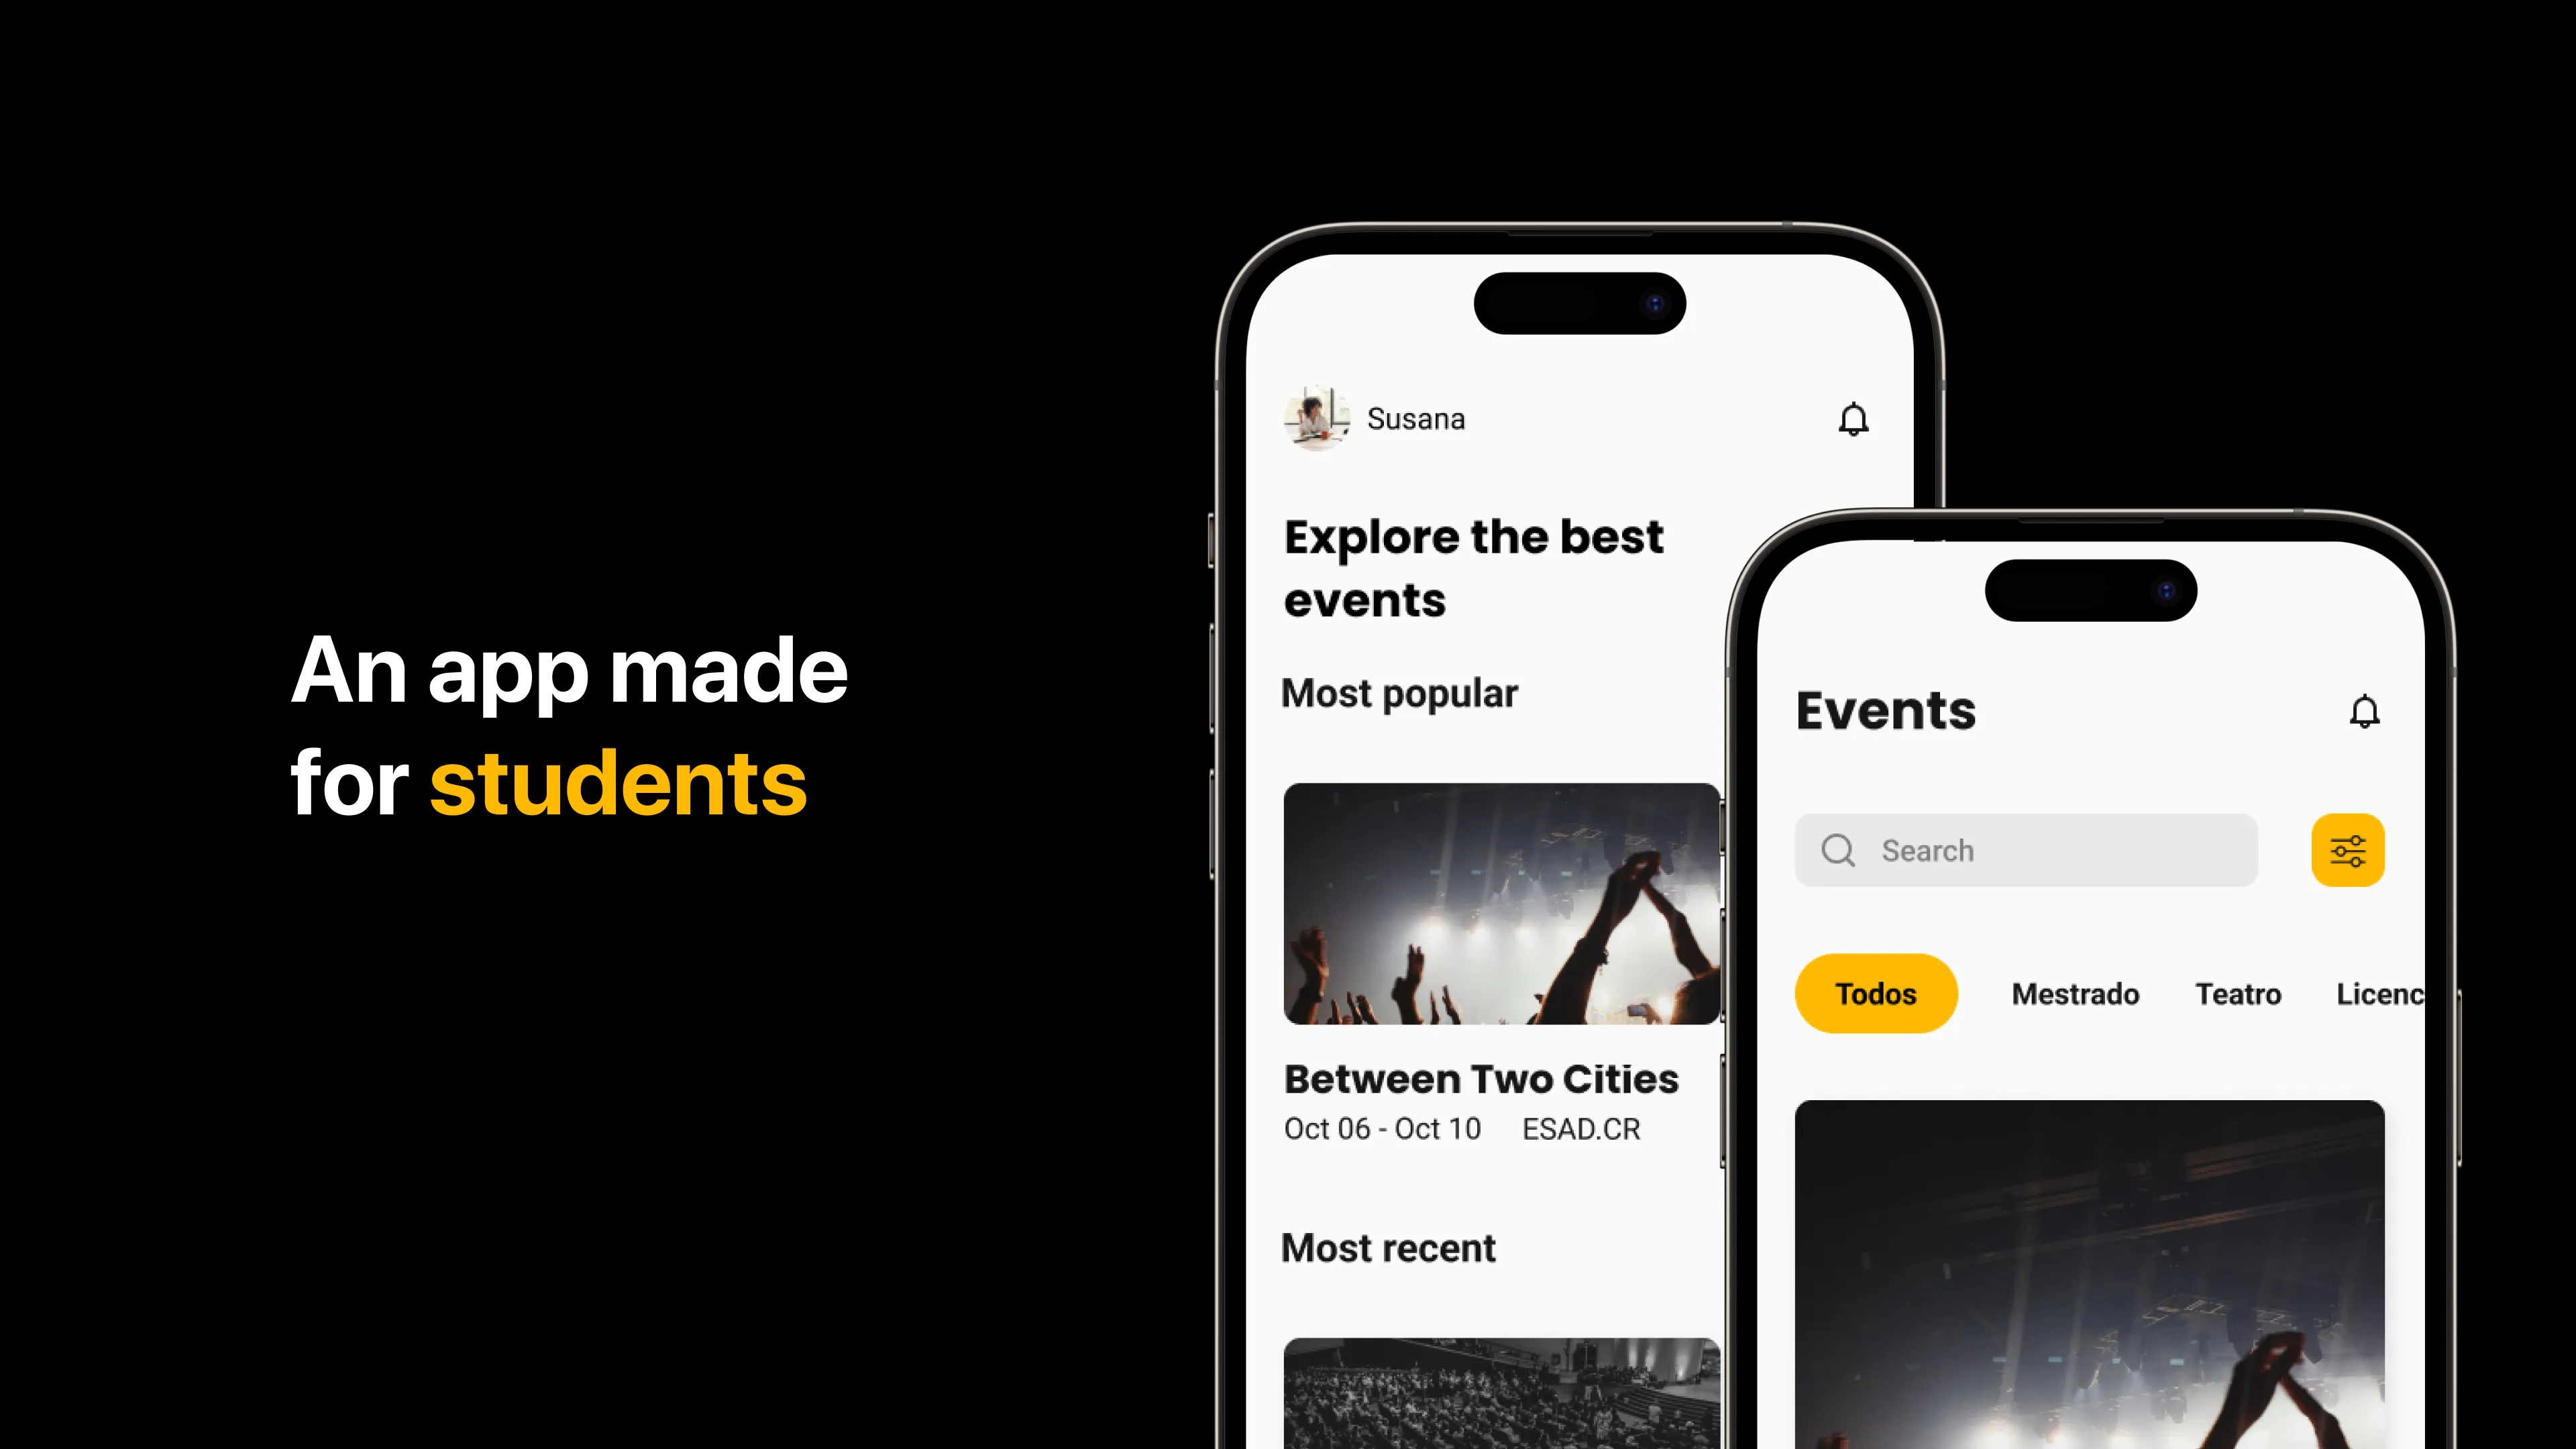 An app made
for students
Susana
Explore the best
events
Most popular
Between Two Cities
Oct 06 - Oct 10 ESAD.CR
Most recent
Events
Search
Todos Mestrado Teatro Licenc